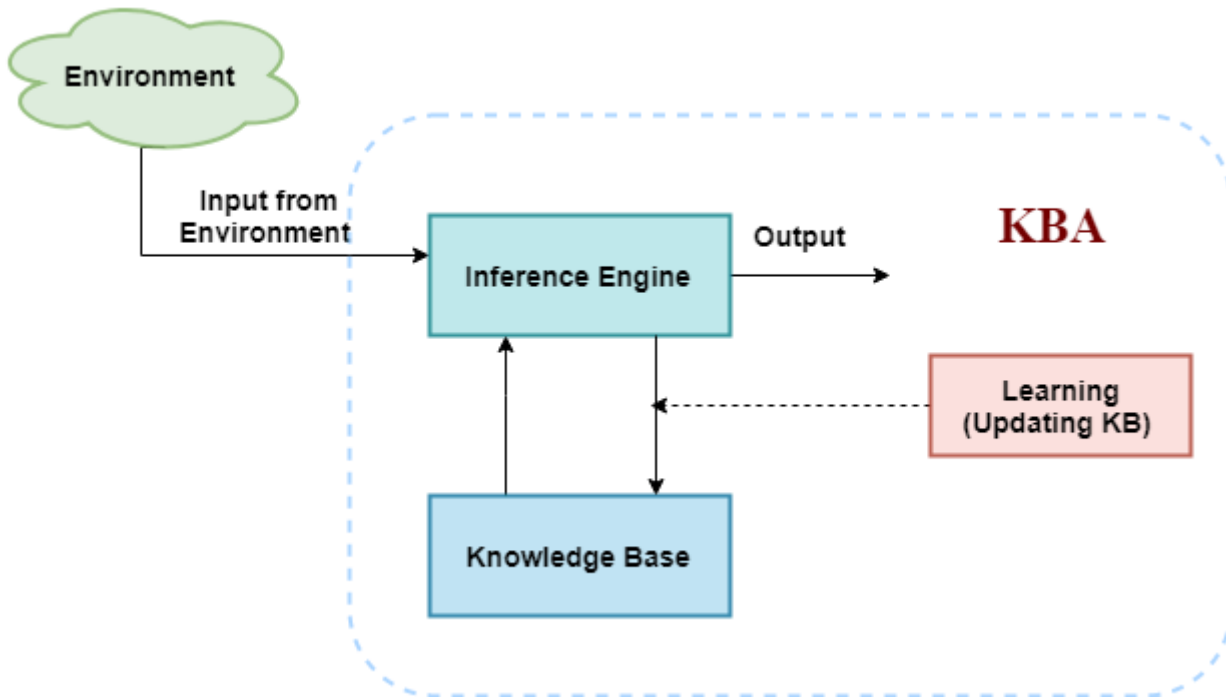 Environment
Input from
Environment
Inference Engine
Output
KBA
Learning
(Updating KB)
Knowledge Base